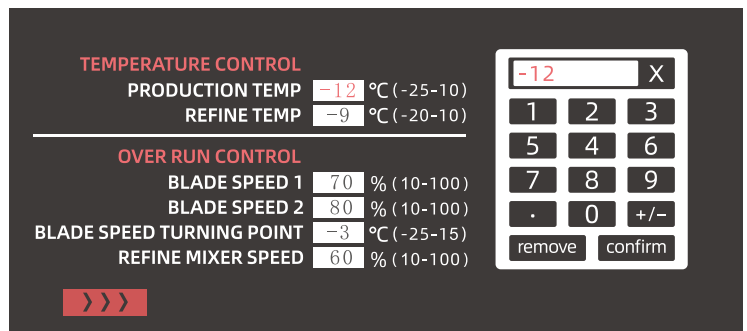 TEMPERATURE CONTROL
PRODUCTION TEMP -12 °C (-25-10)
REFINE TEMP -9 °C (-20-10)
OVER RUN CONTROL
BLADE SPEED 1 70 % (10-100)
BLADE SPEED 2 80 % (10-100)
BLADE SPEED TURNING POINT -3 °C (-25-15)
REFINE MIXER SPEED 60 % (10-100)
❯❯❯
-12 X
1 2 3
5 4 6
7 8 9
. 0 +/-
remove confirm